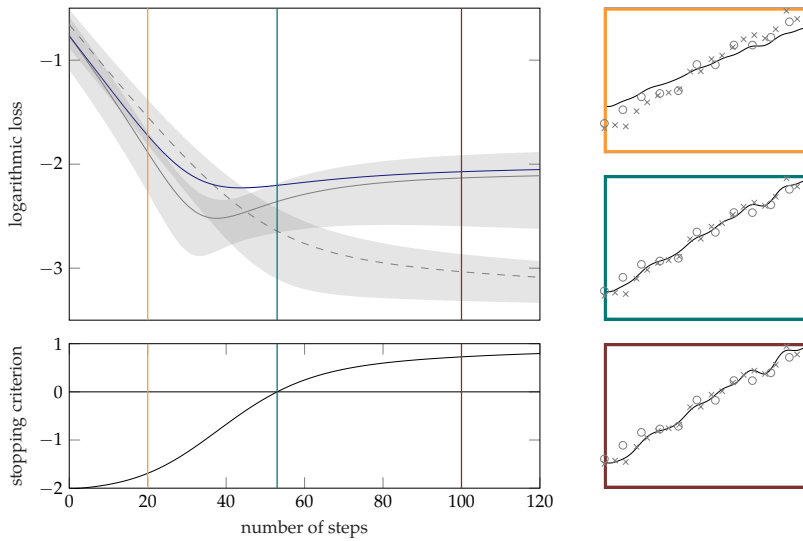 −1
−2
−3
logarithmic loss
1
0
−1
−2
stopping criterion
0 20 40 60 80 100 120
number of steps